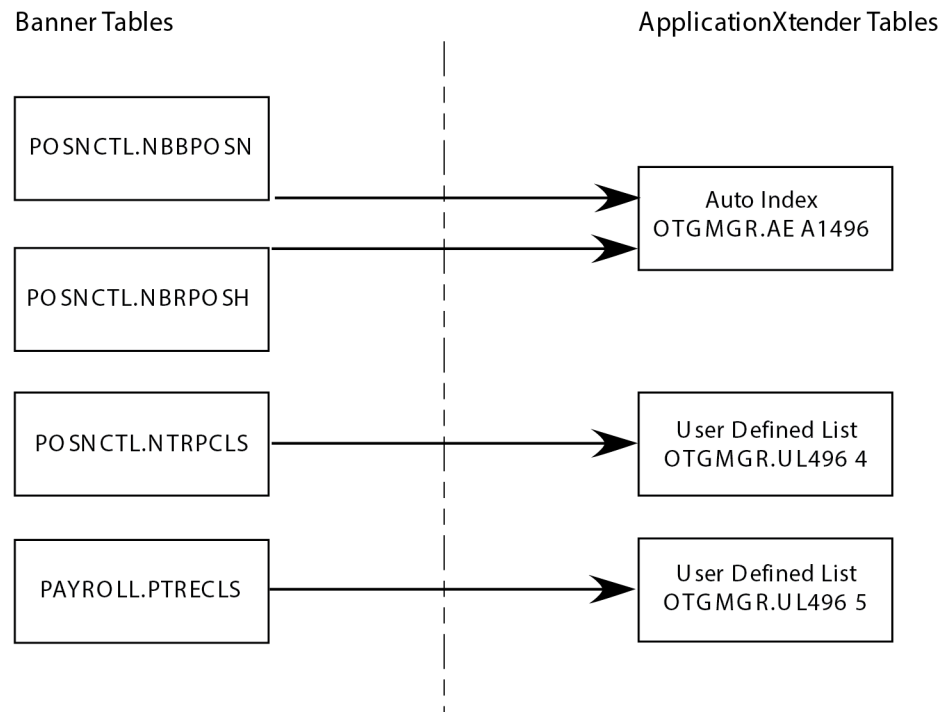 Banner Tables
ApplicationXtender Tables
POSNCTL.NBBPOSN
Auto Index
OTGMGR.AE A1496
POSNCTL.NBRPOSH
POSNCTL.NTRPCLS
User Defined List
OTGMGR.UL496 4
PAYROLL.PTRECLS
User Defined List
OTGMGR.UL496 5